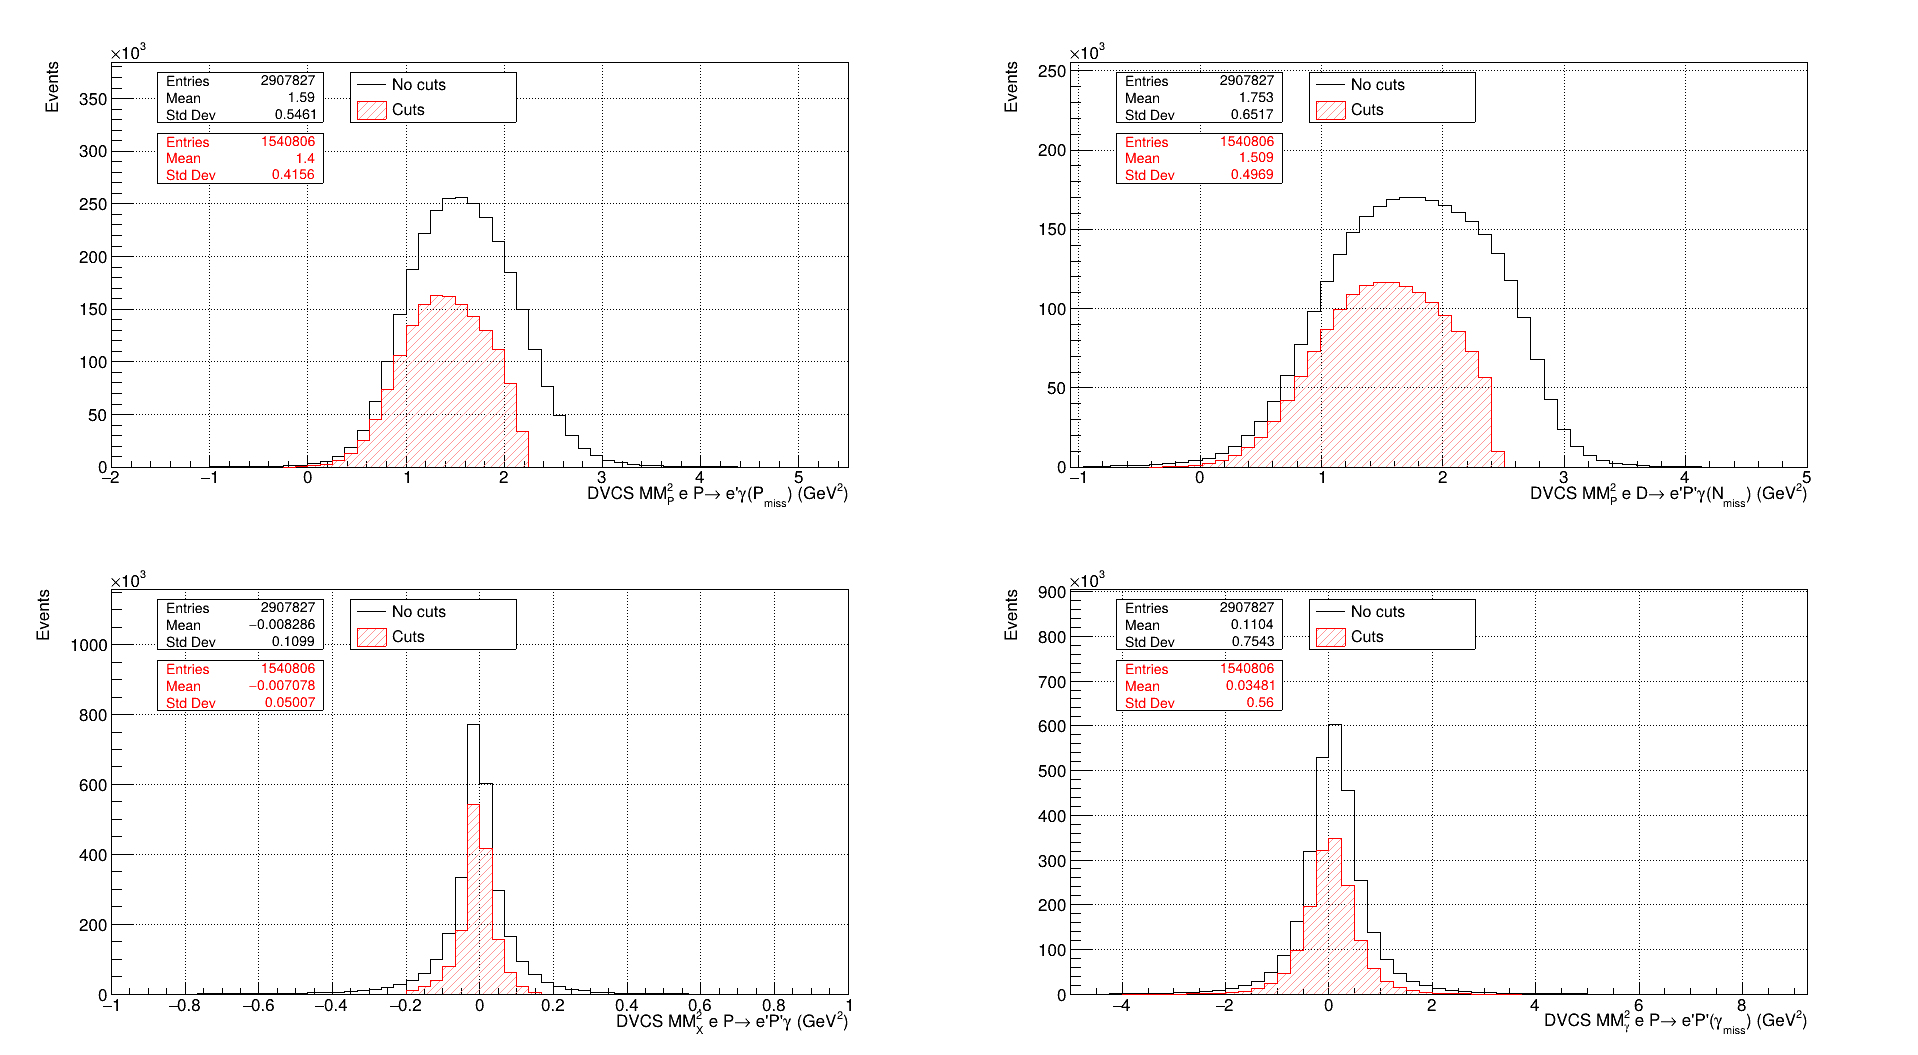 ×10³
Events
Entries 2907827
Mean 1.59
Std Dev 0.5461
Entries 1540806
Mean 1.4
Std Dev 0.4156
No cuts
Cuts
350
300
250
200
150
100
50
0
−2 −1 0 1 2 3 4 5
DVCS MM²_P e P→ e'γ(P_miss) (GeV²)
×10³
Events
Entries 2907827
Mean 1.753
Std Dev 0.6517
Entries 1540806
Mean 1.509
Std Dev 0.4969
No cuts
Cuts
250
200
150
100
50
0
−1 0 1 2 3 4 5
DVCS MM²_P e D→ e'P'γ(N_miss) (GeV²)
×10³
Events
Entries 2907827
Mean −0.008286
Std Dev 0.1099
Entries 1540806
Mean −0.007078
Std Dev 0.05007
No cuts
Cuts
1000
800
600
400
200
0
−1 −0.8 −0.6 −0.4 −0.2 0 0.2 0.4 0.6 0.8 1
DVCS MM²_X e P→ e'P'γ (GeV²)
×10³
Events
Entries 2907827
Mean 0.1104
Std Dev 0.7543
Entries 1540806
Mean 0.03481
Std Dev 0.56
No cuts
Cuts
900
800
700
600
500
400
300
200
100
0
−4 −2 0 2 4 6 8
DVCS MM²_γ e P→ e'P'(γ_miss) (GeV²)